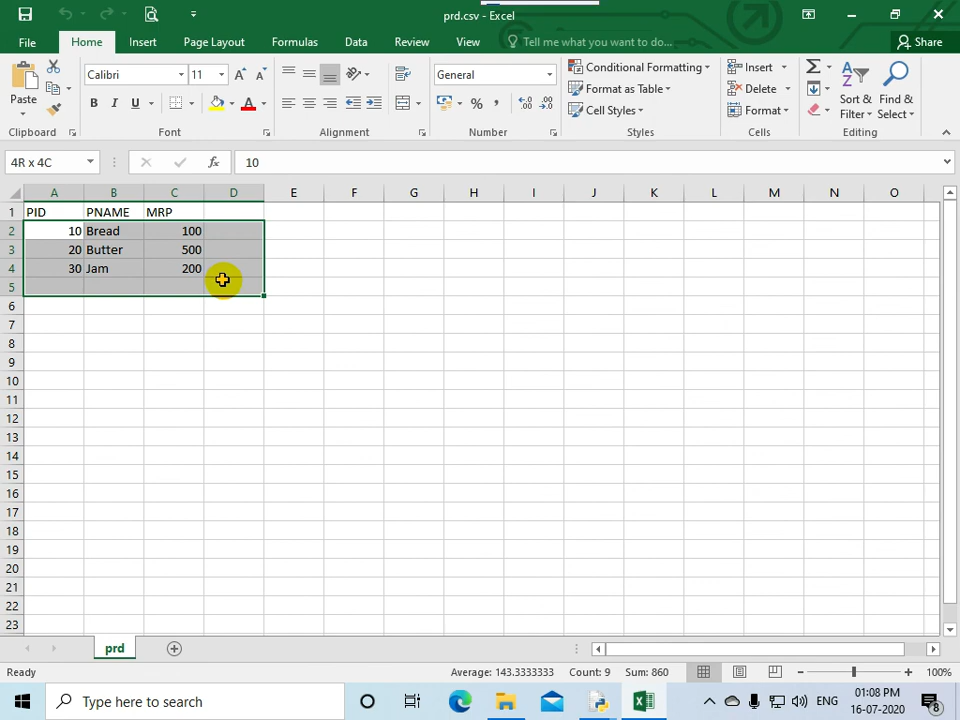 prd.csv - Excel
File Home Insert Page Layout Formulas Data Review View Tell me what you want to do... Share
Paste
Calibri 11
B I U
General
Conditional Formatting
Format as Table
Cell Styles
Insert
Delete
Format
Sort & Filter
Find & Select
Clipboard Font Alignment Number Styles Cells Editing
4R x 4C fx 10
A B C D E F G H I J K L M N O
1 PID PNAME MRP
2 10 Bread 100
3 20 Butter 500
4 30 Jam 200
5
6
7
8
9
10
11
12
13
14
15
16
17
18
19
20
21
22
23
prd
Ready Average: 143.3333333 Count: 9 Sum: 860 100%
Type here to search ENG 01:08 PM
16-07-2020 8